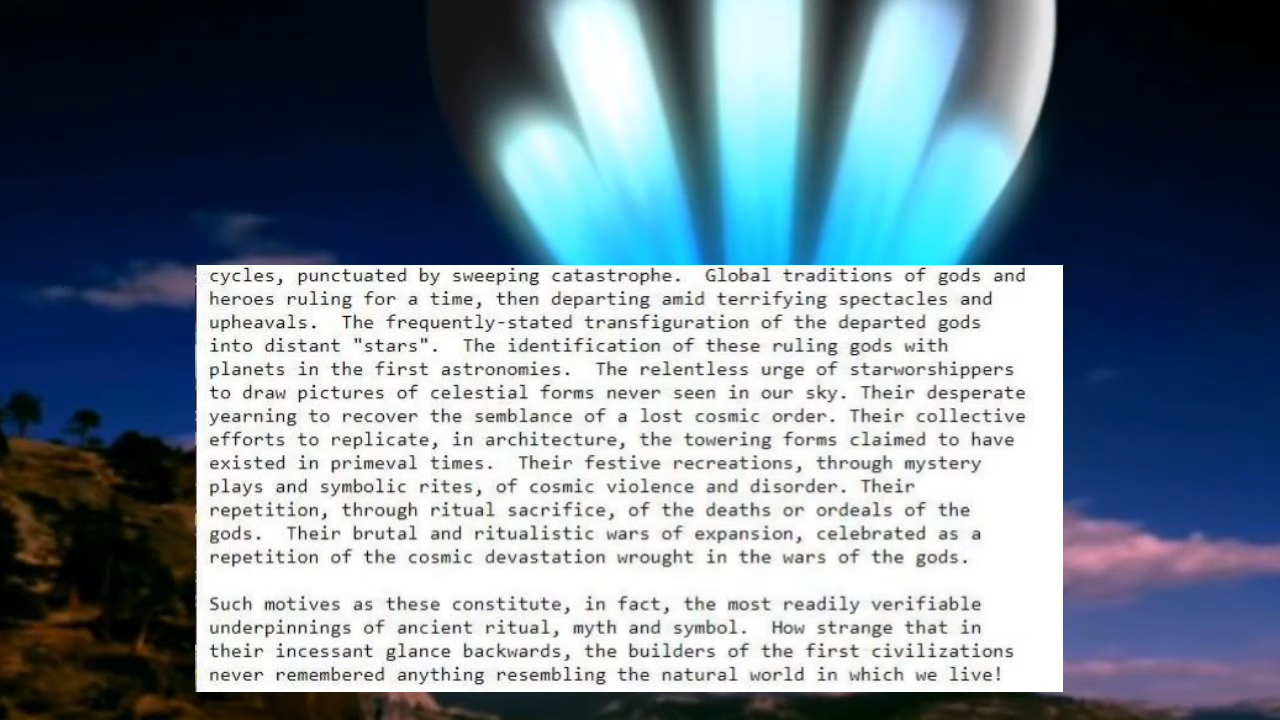 cycles, punctuated by sweeping catastrophe.  Global traditions of gods and
heroes ruling for a time, then departing amid terrifying spectacles and
upheavals.  The frequently-stated transfiguration of the departed gods
into distant "stars".  The identification of these ruling gods with
planets in the first astronomies.  The relentless urge of starworshippers
to draw pictures of celestial forms never seen in our sky. Their desperate
yearning to recover the semblance of a lost cosmic order. Their collective
efforts to replicate, in architecture, the towering forms claimed to have
existed in primeval times.  Their festive recreations, through mystery
plays and symbolic rites, of cosmic violence and disorder. Their
repetition, through ritual sacrifice, of the deaths or ordeals of the
gods.  Their brutal and ritualistic wars of expansion, celebrated as a
repetition of the cosmic devastation wrought in the wars of the gods.

Such motives as these constitute, in fact, the most readily verifiable
underpinnings of ancient ritual, myth and symbol.  How strange that in
their incessant glance backwards, the builders of the first civilizations
never remembered anything resembling the natural world in which we live!